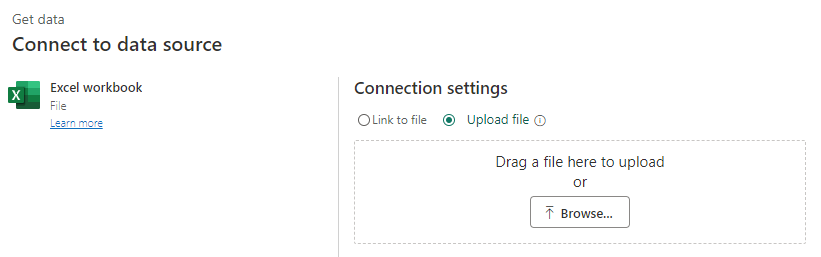 Get data
Connect to data source
X
Excel workbook
File
Learn more
Connection settings
Link to file
Upload file
Drag a file here to upload
or
Browse...